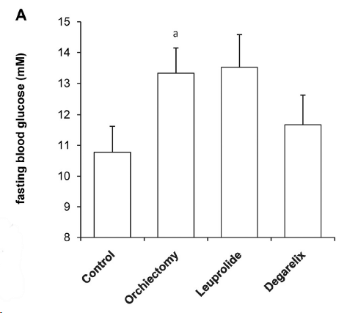 A
fasting blood glucose (mM)
15
14
13
12
11
10
9
8
a
Control
Orchiectomy
Leuprolide
Degarelix